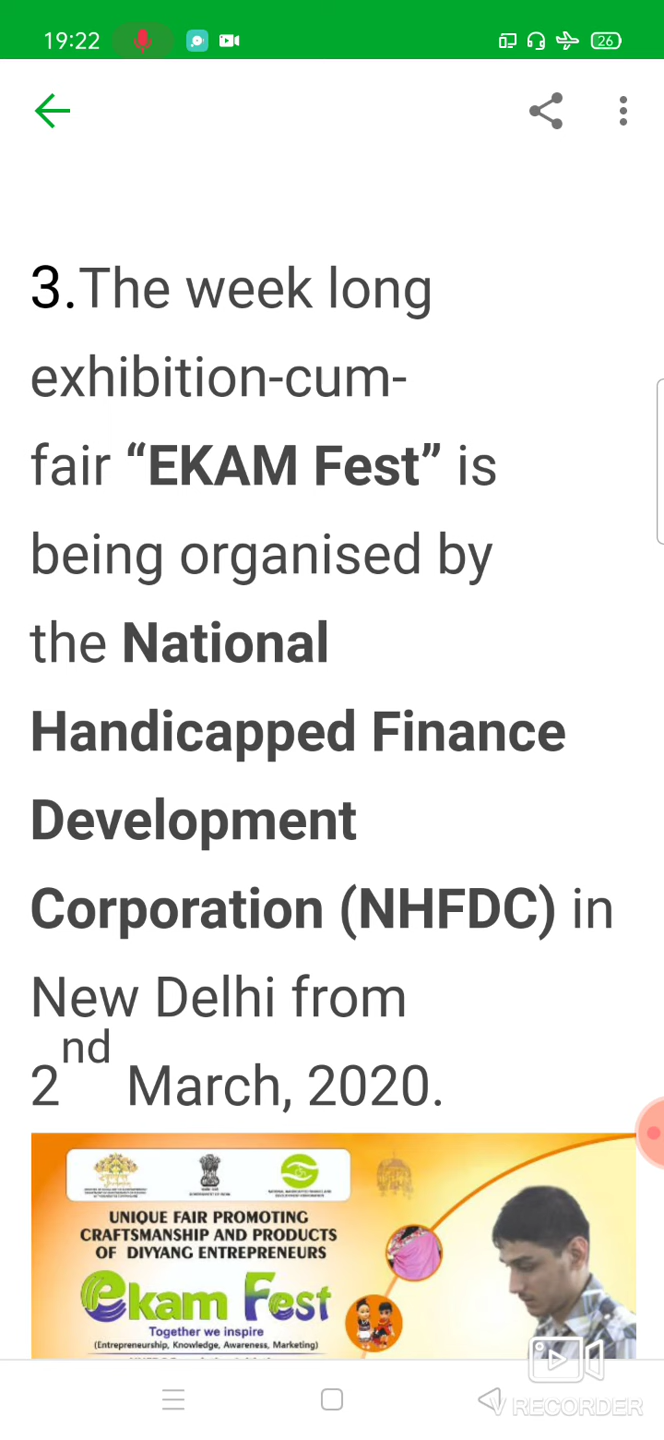 19:22
26
3.The week long
exhibition-cum-
fair “EKAM Fest” is
being organised by
the National
Handicapped Finance
Development
Corporation (NHFDC) in
New Delhi from
2nd March, 2020.
UNIQUE FAIR PROMOTING
CRAFTSMANSHIP AND PRODUCTS
OF DIVYANG ENTREPRENEURS
ekam Fest
Together we inspire
(Entrepreneurship, Knowledge, Awareness, Marketing)
V RECORDER